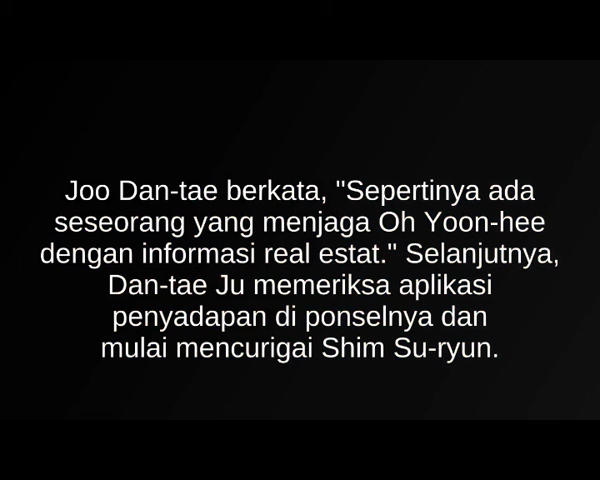 Joo Dan-tae berkata, "Sepertinya ada
seseorang yang menjaga Oh Yoon-hee
dengan informasi real estat." Selanjutnya,
Dan-tae Ju memeriksa aplikasi
penyadapan di ponselnya dan
mulai mencurigai Shim Su-ryun.